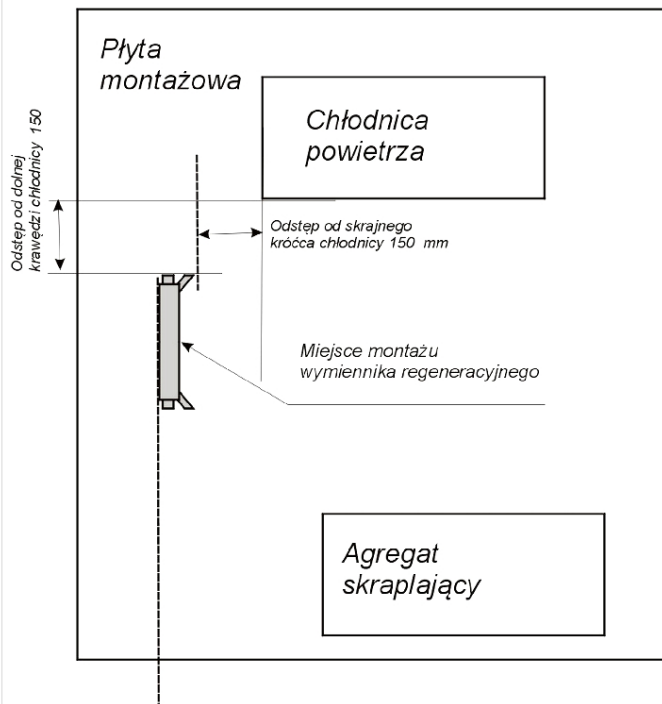 Płyta
montażowa
Chłodnica
powietrza
Odstęp od dolnej
krawędzi chłodnicy 150
Odstęp od skrajnego
króćca chłodnicy 150 mm
Miejsce montażu
wymiennika regeneracyjnego
Agregat
skraplający